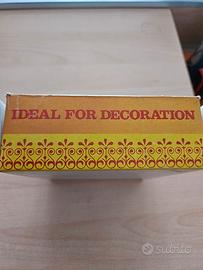 IDEAL FOR DECORATION
subito